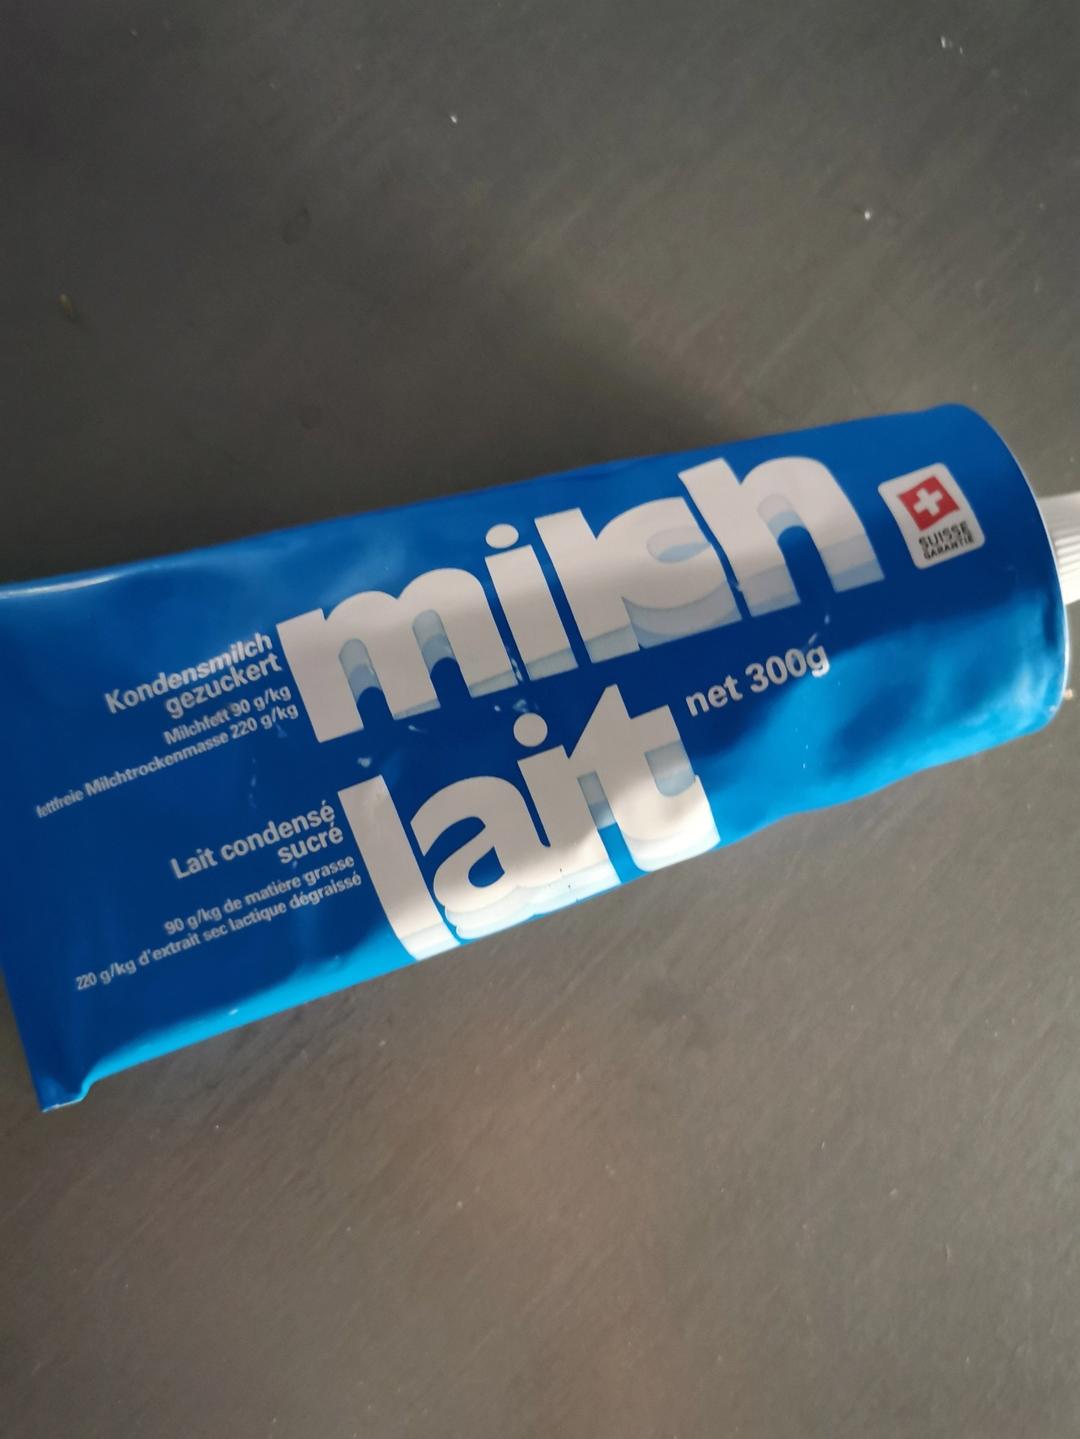 milch
lait
net 300g
SUISSE
GARANTIE
Kondensmilch
gezuckert
Milchfett 90 g/kg
fettfreie Milchtrockenmasse 220 g/kg
Lait condensé
sucré
90 g/kg de matière grasse
220 g/kg d'extrait sec lactique dégraissé